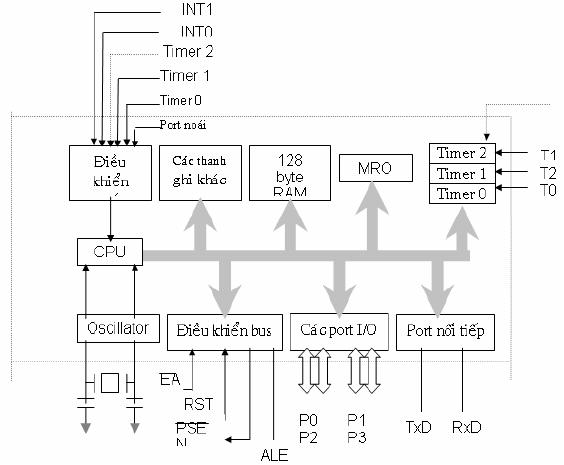 INT1
INT0
Timer 2
Timer 1
Timer 0
Port noái
Điều
khiển
Các thanh
ghi khác
128
byte
RAM
MRO
Timer 2
Timer 1
Timer 0
T1
T2
T0
CPU
Oscillator
Điều khiển bus
Các port I/O
Port nối tiếp
EA
RST
PSE
N
ALE
P0
P2
P1
P3
TxD
RxD